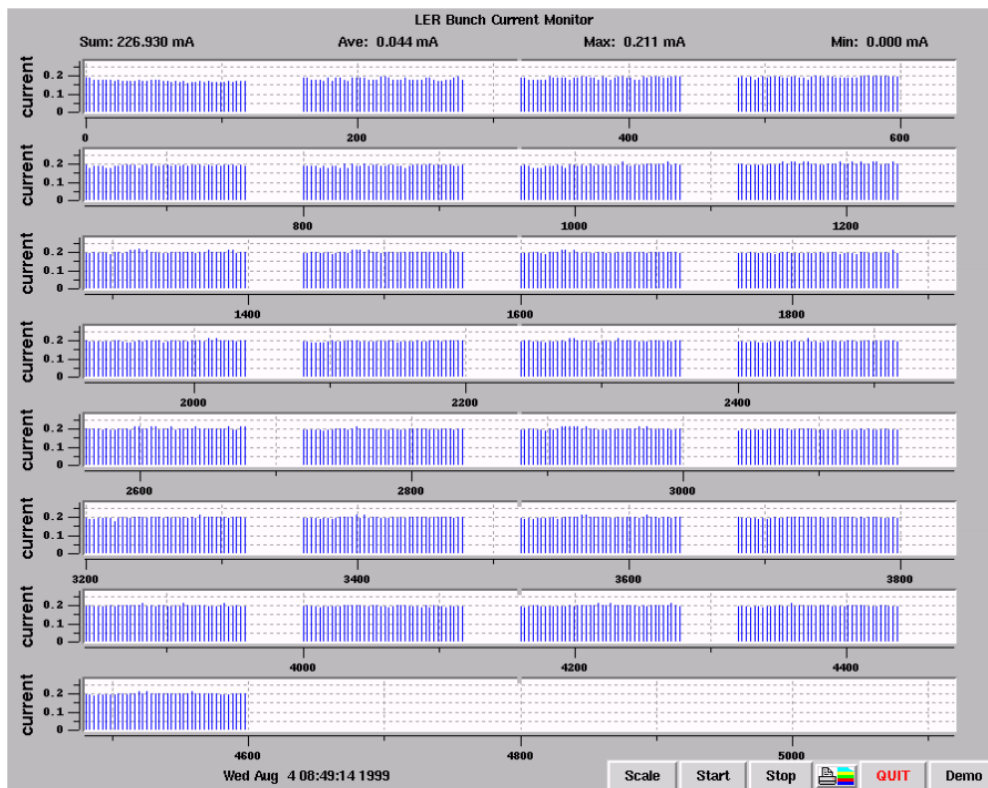 LER Bunch Current Monitor
Sum: 226.930 mA Ave: 0.044 mA Max: 0.211 mA Min: 0.000 mA
current 0.2 0.1 0
0 200 400 600
current 0.2 0.1 0
800 1000 1200
current 0.2 0.1 0
1400 1600 1800
current 0.2 0.1 0
2000 2200 2400
current 0.2 0.1 0
2600 2800 3000
current 0.2 0.1 0
3200 3400 3600 3800
current 0.2 0.1 0
4000 4200 4400
current 0.2 0.1 0
4600 4800 5000
Wed Aug 4 08:49:14 1999 Scale Start Stop QUIT Demo